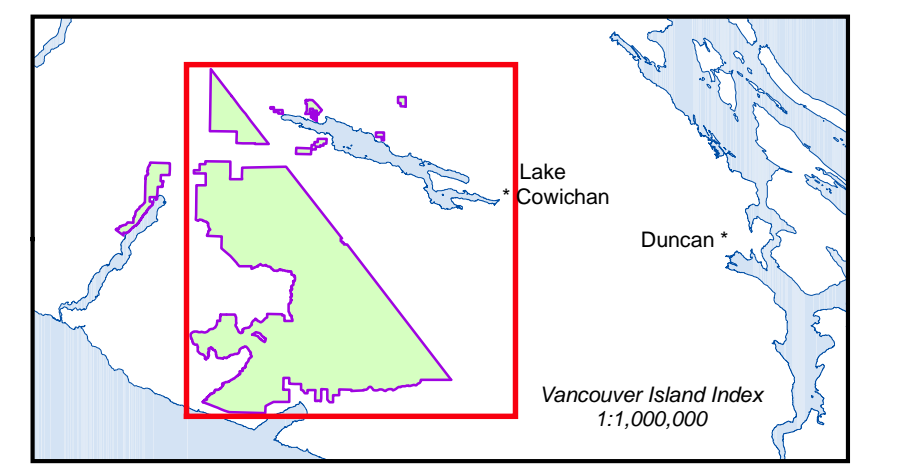 Lake
* Cowichan
Duncan *
Vancouver Island Index
1:1,000,000